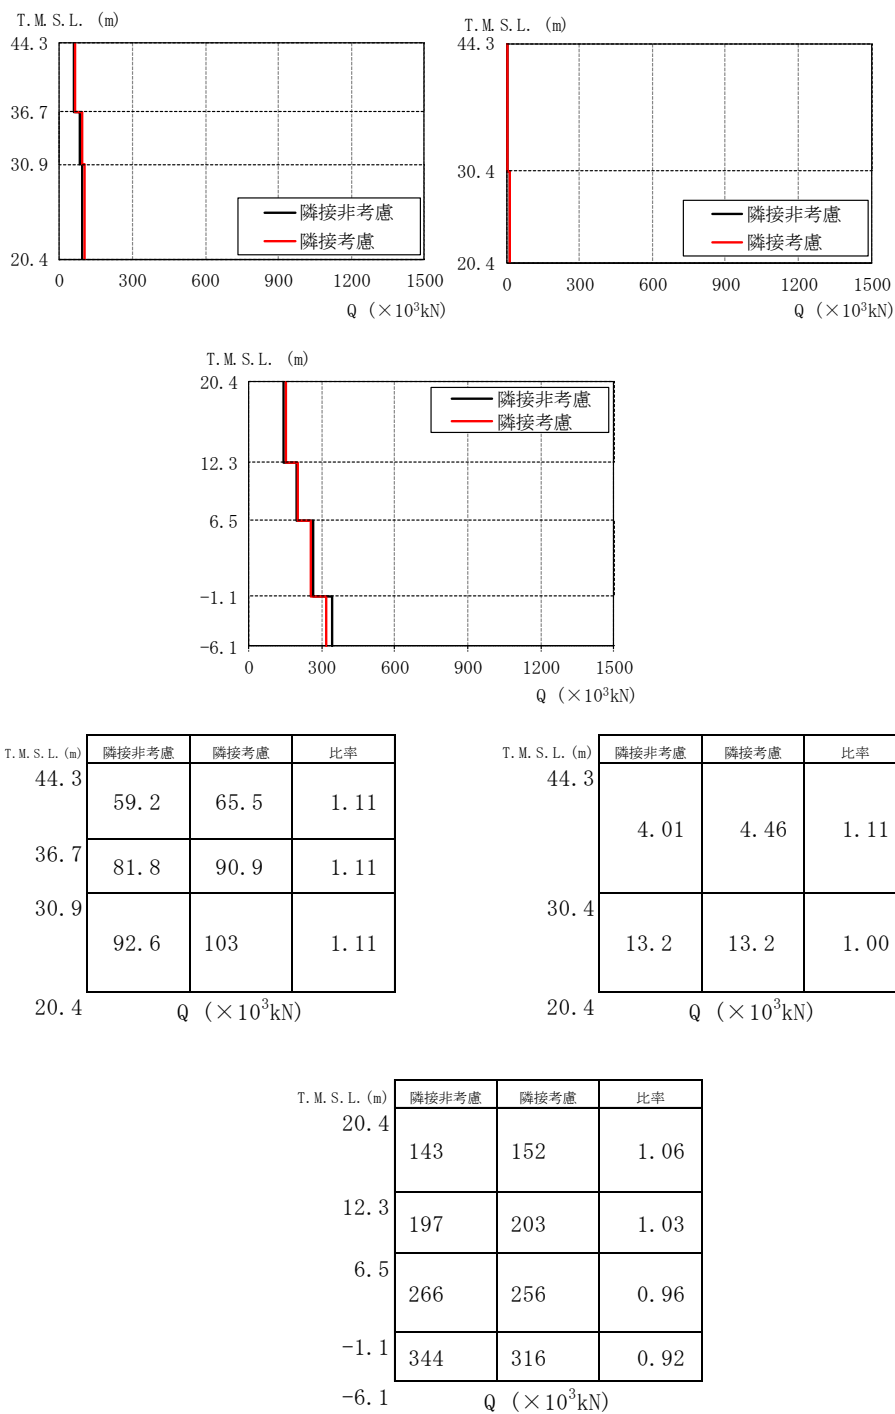 T.M.S.L. (m)
44.3
36.7
30.9
20.4
0 300 600 900 1200 1500
Q (×10³kN)
隣接非考慮
隣接考慮
T.M.S.L. (m)
44.3
30.4
20.4
0 300 600 900 1200 1500
Q (×10³kN)
隣接非考慮
隣接考慮
T.M.S.L. (m)
20.4
12.3
6.5
-1.1
-6.1
0 300 600 900 1200 1500
Q (×10³kN)
隣接非考慮
隣接考慮
T.M.S.L.(m) 隣接非考慮 隣接考慮 比率
44.3
59.2 65.5 1.11
36.7
81.8 90.9 1.11
30.9
92.6 103 1.11
20.4
Q (×10³kN)
T.M.S.L.(m) 隣接非考慮 隣接考慮 比率
44.3
4.01 4.46 1.11
30.4
13.2 13.2 1.00
20.4
Q (×10³kN)
T.M.S.L.(m) 隣接非考慮 隣接考慮 比率
20.4
143 152 1.06
12.3
197 203 1.03
6.5
266 256 0.96
-1.1
344 316 0.92
-6.1
Q (×10³kN)